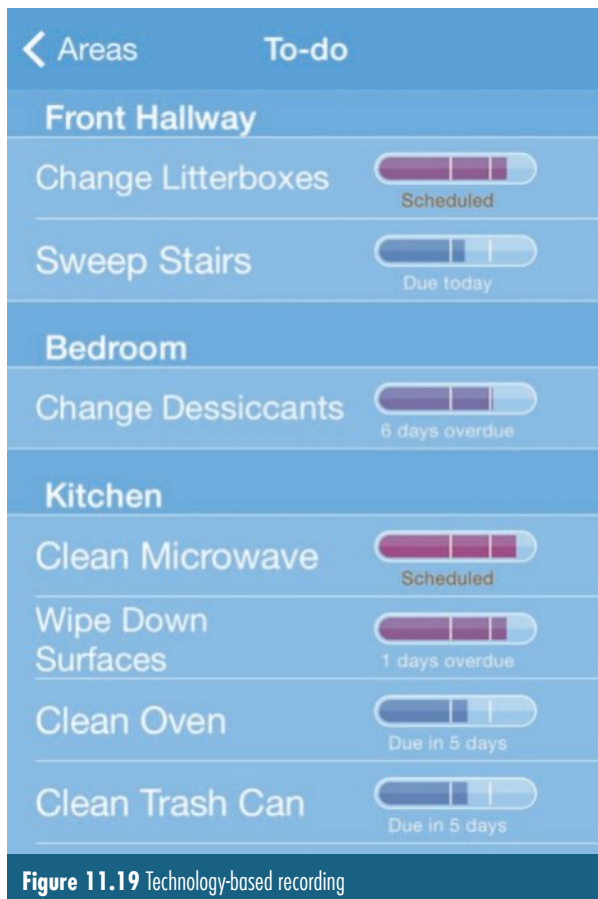 Areas
To-do
Front Hallway
Change Litterboxes
Scheduled
Sweep Stairs
Due today
Bedroom
Change Dessiccants
6 days overdue
Kitchen
Clean Microwave
Scheduled
Wipe Down
Surfaces
1 days overdue
Clean Oven
Due in 5 days
Clean Trash Can
Due in 5 days
Figure 11.19 Technology-based recording